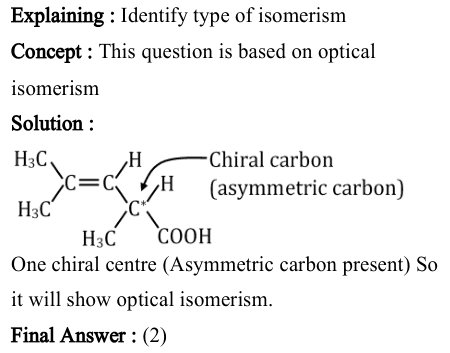 Explaining : Identify type of isomerism
Concept : This question is based on optical
isomerism
Solution :
H₃C H Chiral carbon
C=C H (asymmetric carbon)
H₃C C*
H₃C COOH
One chiral centre (Asymmetric carbon present) So
it will show optical isomerism.
Final Answer : (2)